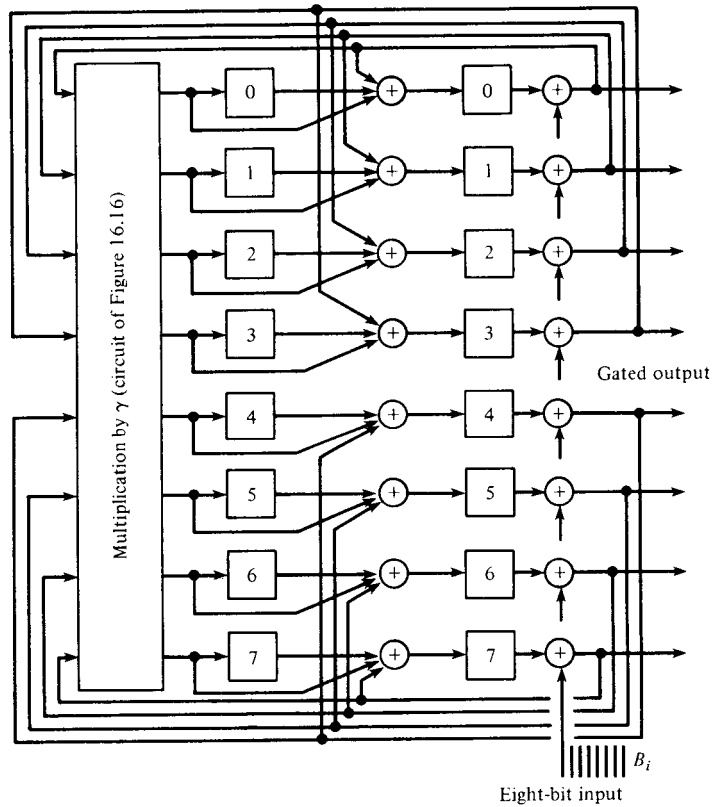 Multiplication by γ (circuit of Figure 16.16)
0 0
1 1
2 2
3 3
Gated output
4 4
5 5
6 6
7 7
B_i
Eight-bit input